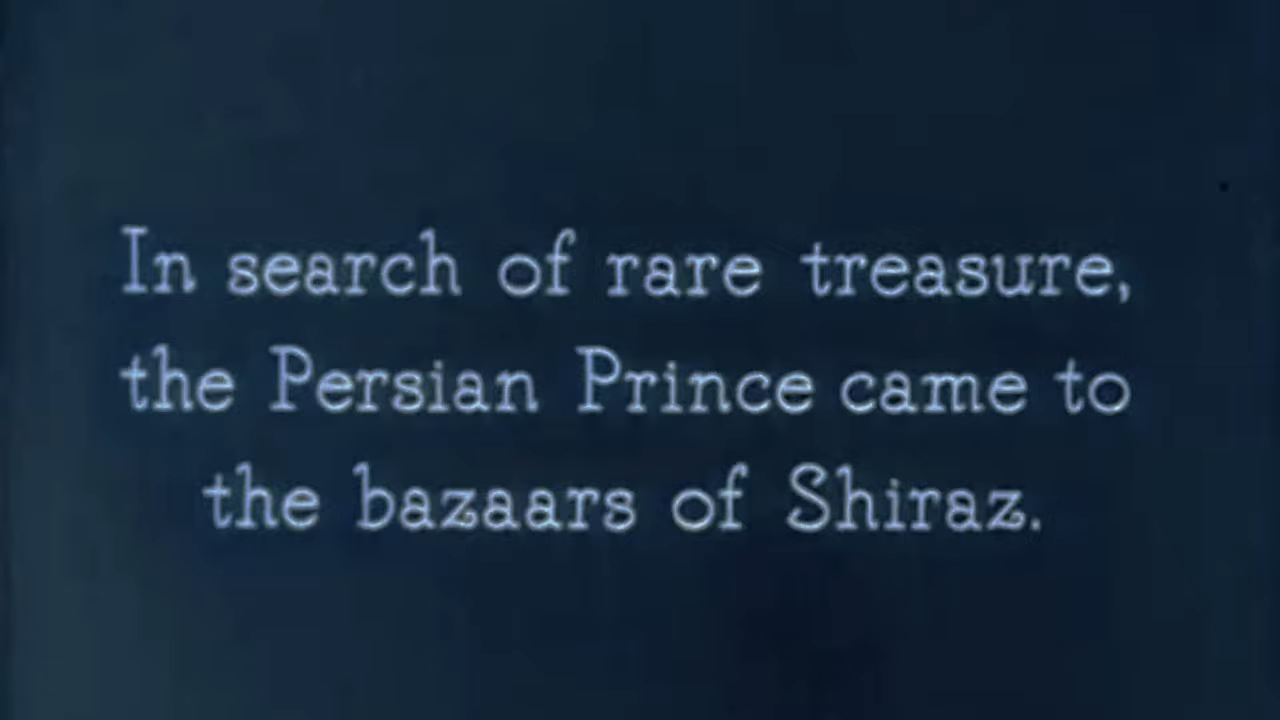 In search of rare treasure,
the Persian Prince came to
the bazaars of Shiraz.